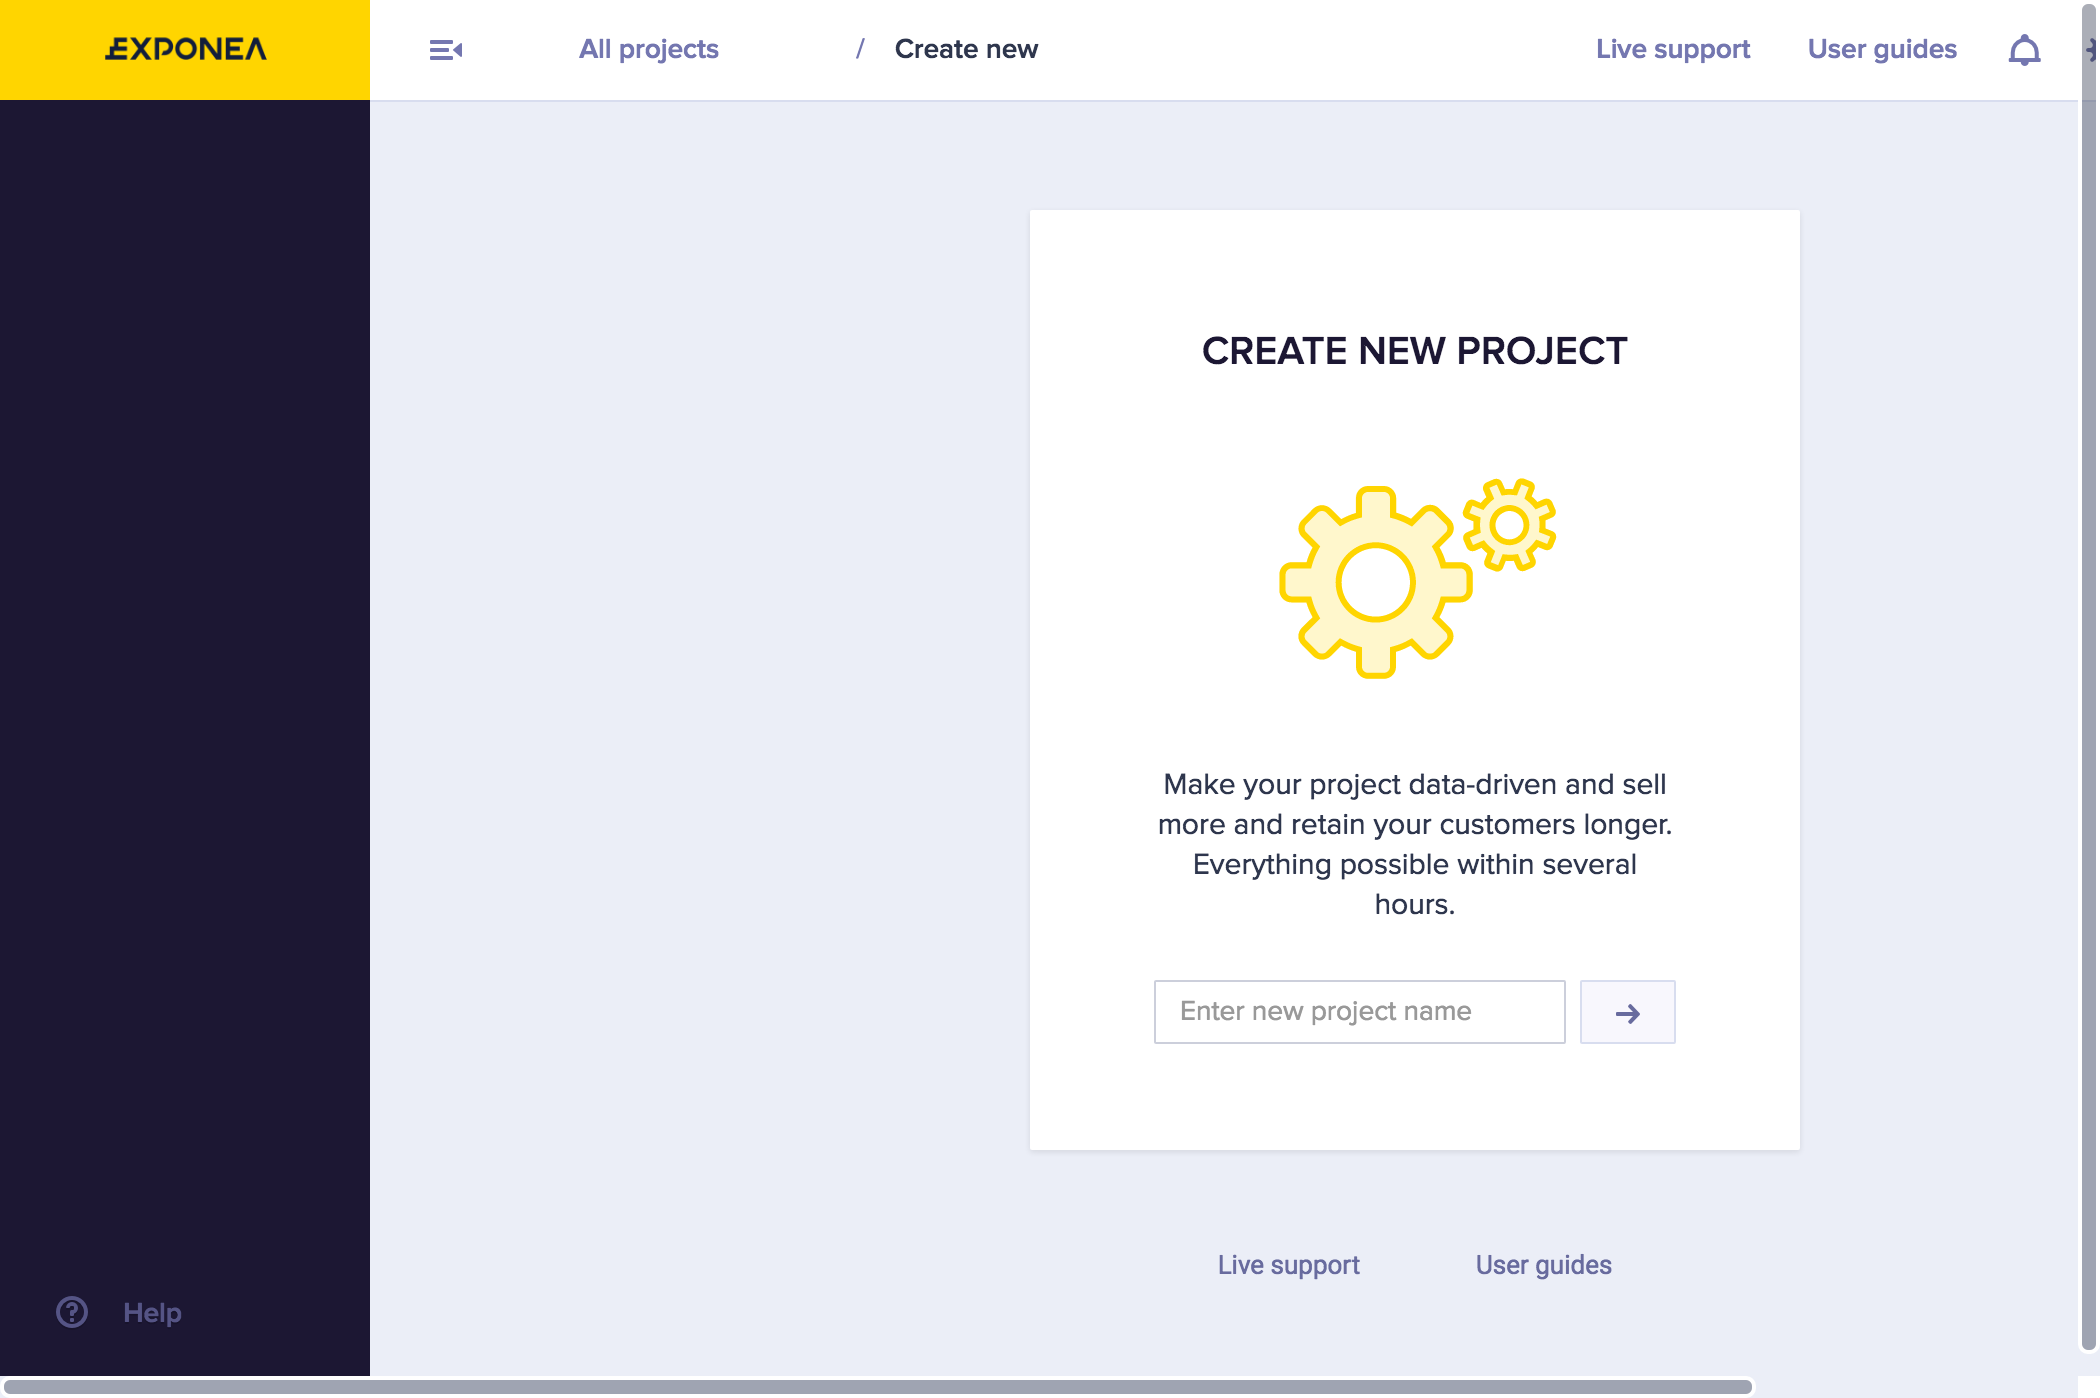 EXPONEA
All projects / Create new
Live support
User guides
CREATE NEW PROJECT
Make your project data-driven and sell
more and retain your customers longer.
Everything possible within several
hours.
Enter new project name
Live support
User guides
Help